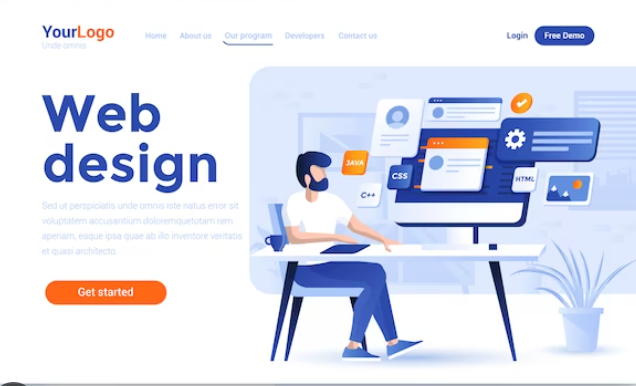 YourLogo
Unde omnis
Home About us Our program Developers Contact us
Login Free Demo
Web
design
Sed ut perzpiciatis unde omnis iste natus error sit
voluptatem accusantium doloremquetotam rem
aperiam, eaque ipsa quae ab illo inventore veritatis
et quasi architecto.
Get started
JAVA
C++
CSS
HTML